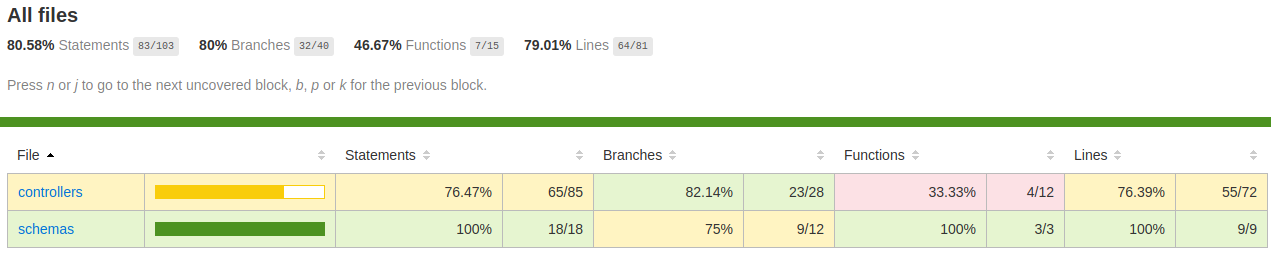 All files
80.58% Statements 83/103 80% Branches 32/40 46.67% Functions 7/15 79.01% Lines 64/81
Press n or j to go to the next uncovered block, b, p or k for the previous block.
File Statements Branches Functions Lines
controllers 76.47% 65/85 82.14% 23/28 33.33% 4/12 76.39% 55/72
schemas 100% 18/18 75% 9/12 100% 3/3 100% 9/9